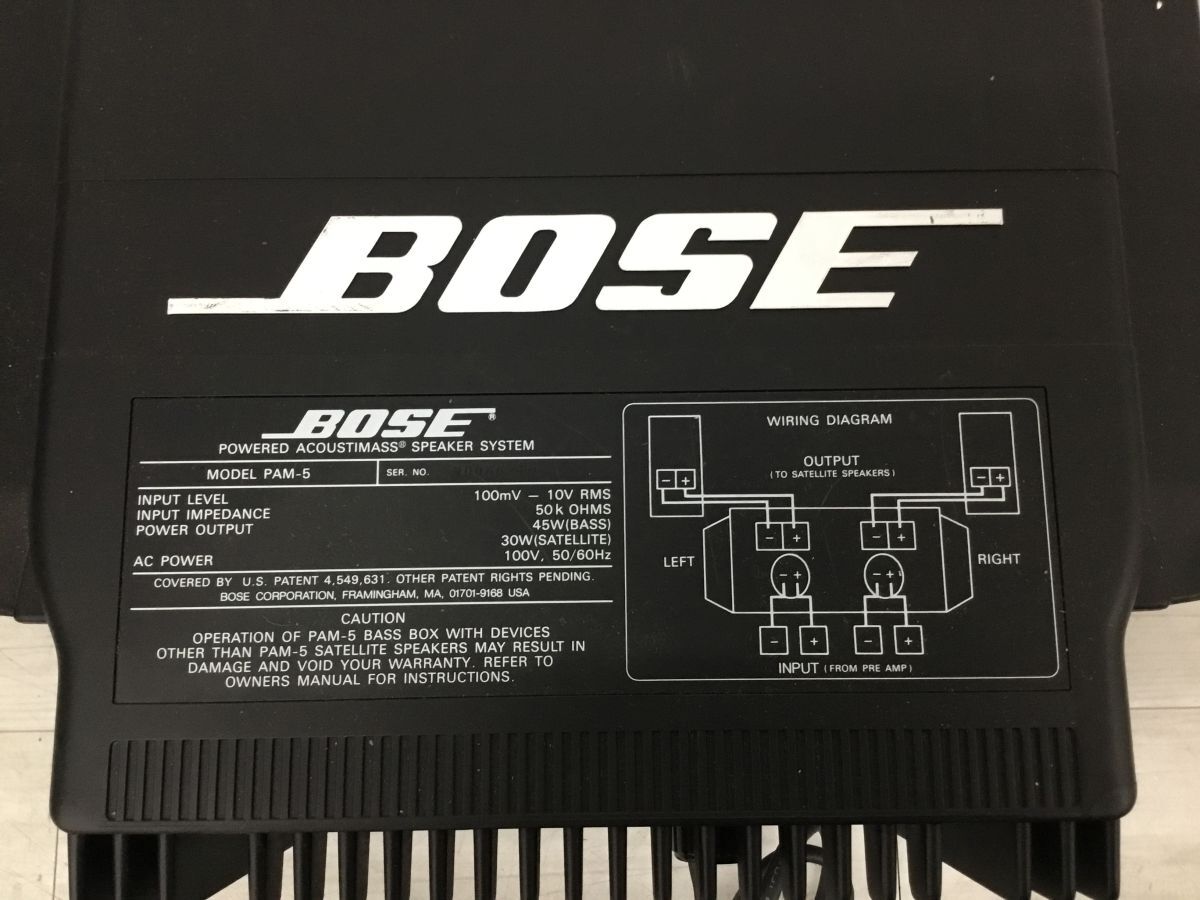 BOSE
BOSE®
POWERED ACOUSTIMASS® SPEAKER SYSTEM
MODEL PAM-5
SER. NO.
INPUT LEVEL 100mV – 10V RMS
INPUT IMPEDANCE 50k OHMS
POWER OUTPUT 45W(BASS)
30W(SATELLITE)
AC POWER 100V, 50/60Hz
COVERED BY U.S. PATENT 4,549,631. OTHER PATENT RIGHTS PENDING.
BOSE CORPORATION, FRAMINGHAM, MA, 01701-9168 USA
CAUTION
OPERATION OF PAM-5 BASS BOX WITH DEVICES
OTHER THAN PAM-5 SATELLITE SPEAKERS MAY RESULT IN
DAMAGE AND VOID YOUR WARRANTY. REFER TO
OWNERS MANUAL FOR INSTRUCTIONS.
WIRING DIAGRAM
OUTPUT
(TO SATELLITE SPEAKERS)
– + – +
– + – +
LEFT RIGHT
– + – +
– + – +
INPUT (FROM PRE AMP)